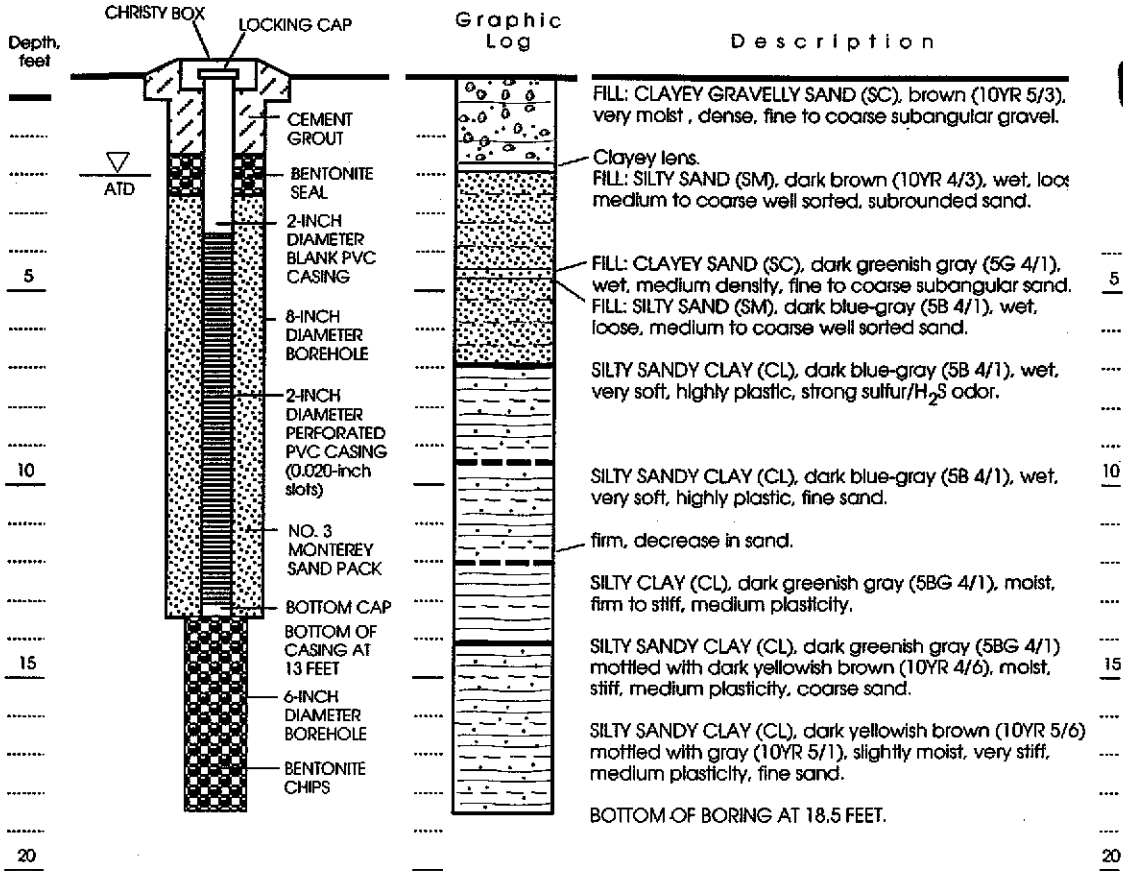 CHRISTY BOX
LOCKING CAP
Depth,
feet
Graphic
Log
Description
CEMENT
GROUT
ATD
BENTONITE
SEAL
2-INCH
DIAMETER
BLANK PVC
CASING
5
8-INCH
DIAMETER
BOREHOLE
2-INCH
DIAMETER
PERFORATED
PVC CASING
(0.020-inch
slots)
10
NO. 3
MONTEREY
SAND PACK
BOTTOM CAP
BOTTOM OF
CASING AT
13 FEET
15
6-INCH
DIAMETER
BOREHOLE
BENTONITE
CHIPS
20
FILL: CLAYEY GRAVELLY SAND (SC), brown (10YR 5/3),
very moist , dense, fine to coarse subangular gravel.
Clayey lens.
FILL: SILTY SAND (SM), dark brown (10YR 4/3), wet, loos
medium to coarse well sorted, subrounded sand.
FILL: CLAYEY SAND (SC), dark greenish gray (5G 4/1),
wet, medium density, fine to coarse subangular sand.
FILL: SILTY SAND (SM), dark blue-gray (5B 4/1), wet,
loose, medium to coarse well sorted sand.
SILTY SANDY CLAY (CL), dark blue-gray (5B 4/1), wet,
very soft, highly plastic, strong sulfur/H₂S odor.
SILTY SANDY CLAY (CL), dark blue-gray (5B 4/1), wet,
very soft, highly plastic, fine sand.
firm, decrease in sand.
SILTY CLAY (CL), dark greenish gray (5BG 4/1), moist,
firm to stiff, medium plasticity.
SILTY SANDY CLAY (CL), dark greenish gray (5BG 4/1)
mottled with dark yellowish brown (10YR 4/6), moist,
stiff, medium plasticity, coarse sand.
SILTY SANDY CLAY (CL), dark yellowish brown (10YR 5/6)
mottled with gray (10YR 5/1), slightly moist, very stiff,
medium plasticity, fine sand.
BOTTOM OF BORING AT 18.5 FEET.
5
10
15
20